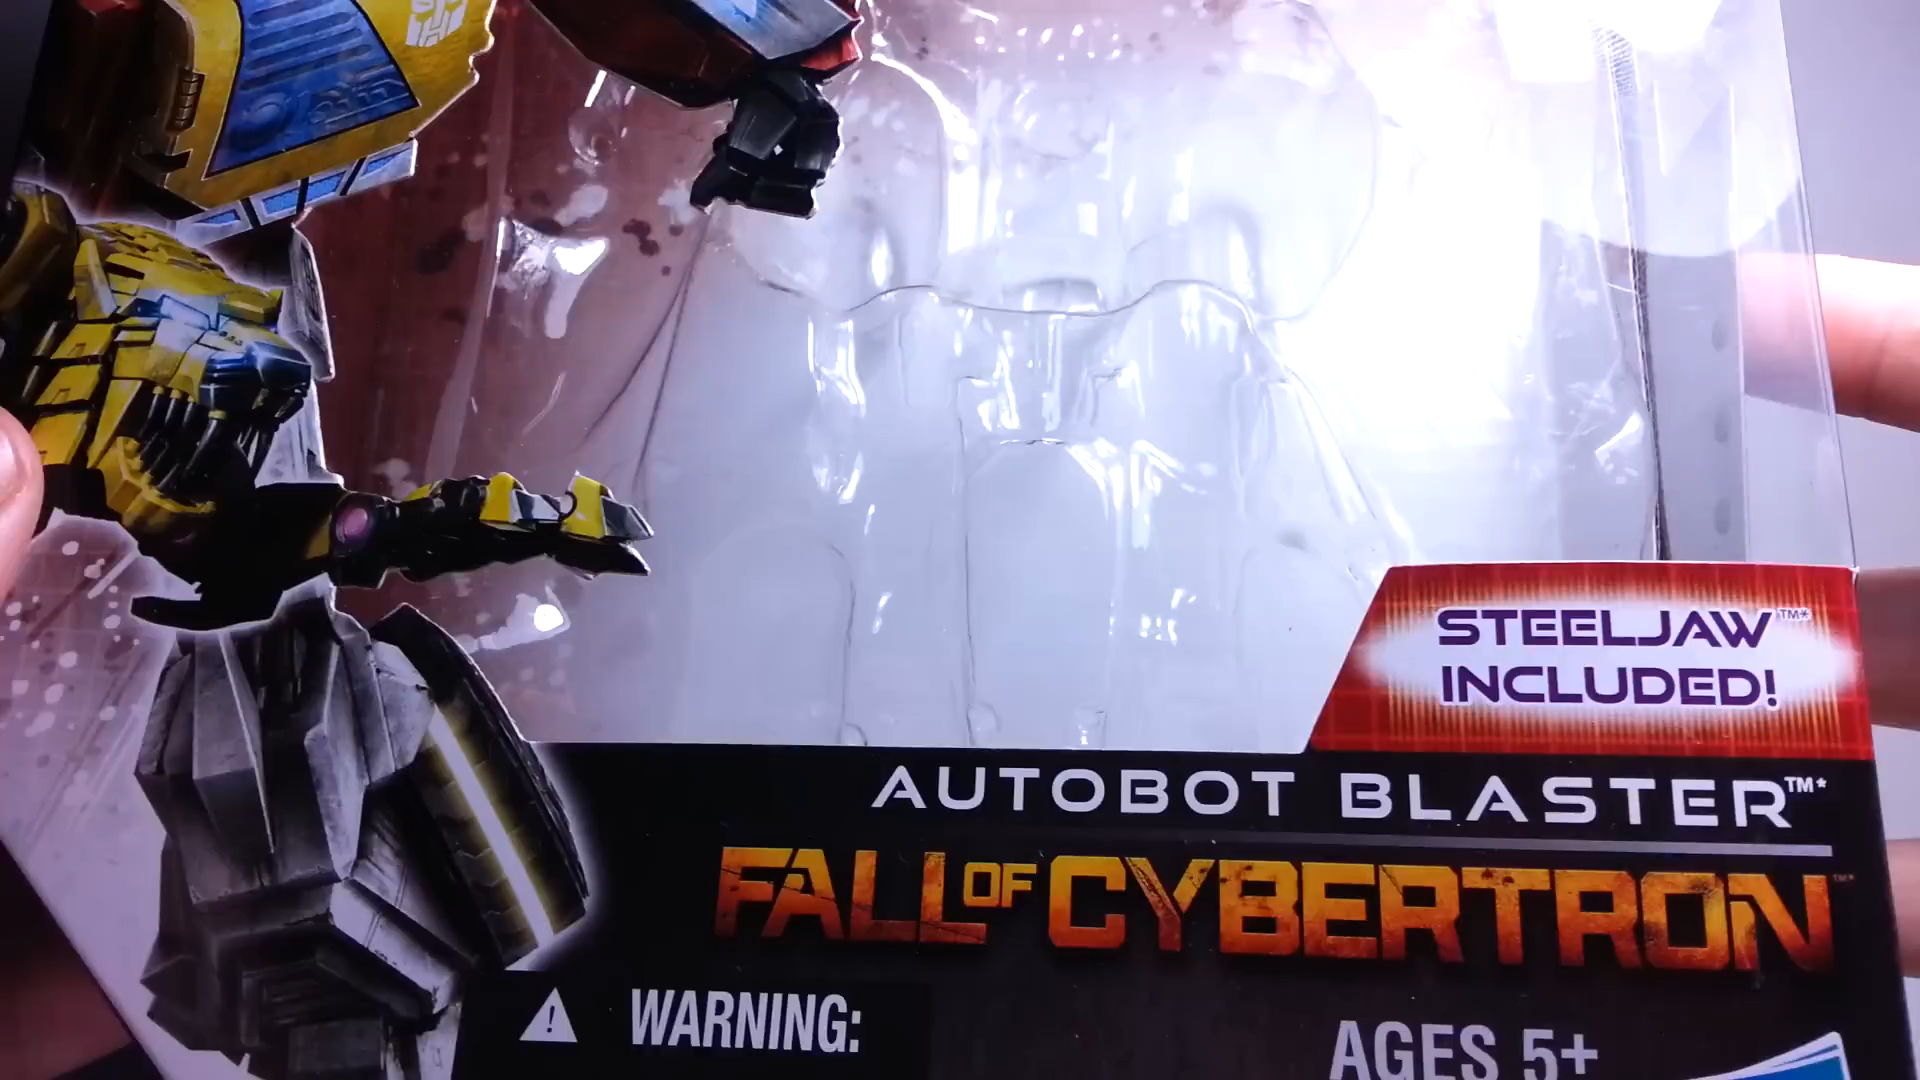 STEELJAW™*
INCLUDED!
AUTOBOT BLASTER™*
FALL OF CYBERTRON™*
WARNING:
AGES 5+